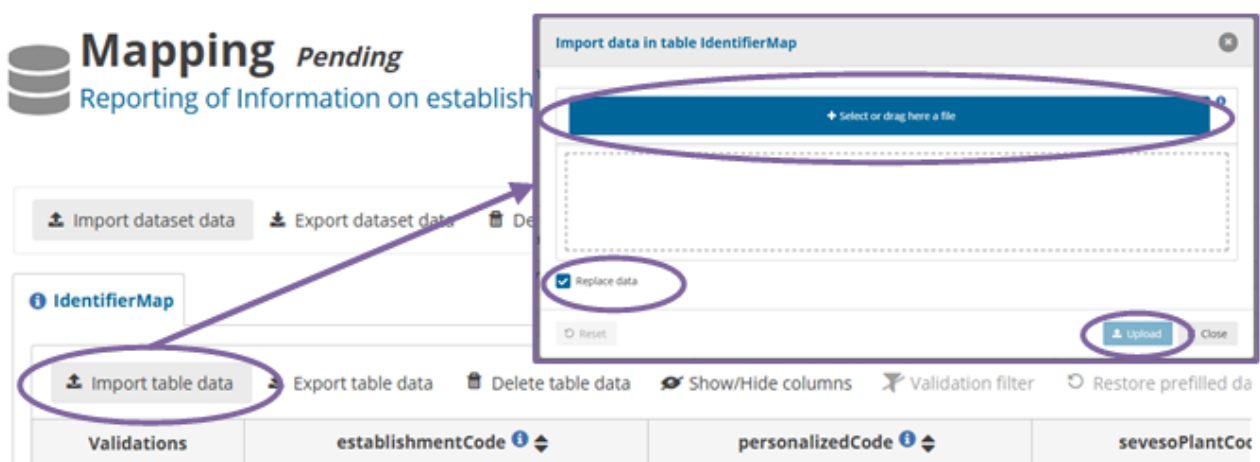 Mapping Pending
Reporting of Information on establish
Import dataset data Export dataset data De
IdentifierMap
Import table data Export table data Delete table data Show/Hide columns Validation filter Restore prefilled da
Validations establishmentCode personalizedCode sevesoPlantCod
Import data in table IdentifierMap
+ Select or drag here a file
Replace data
Reset Upload Close